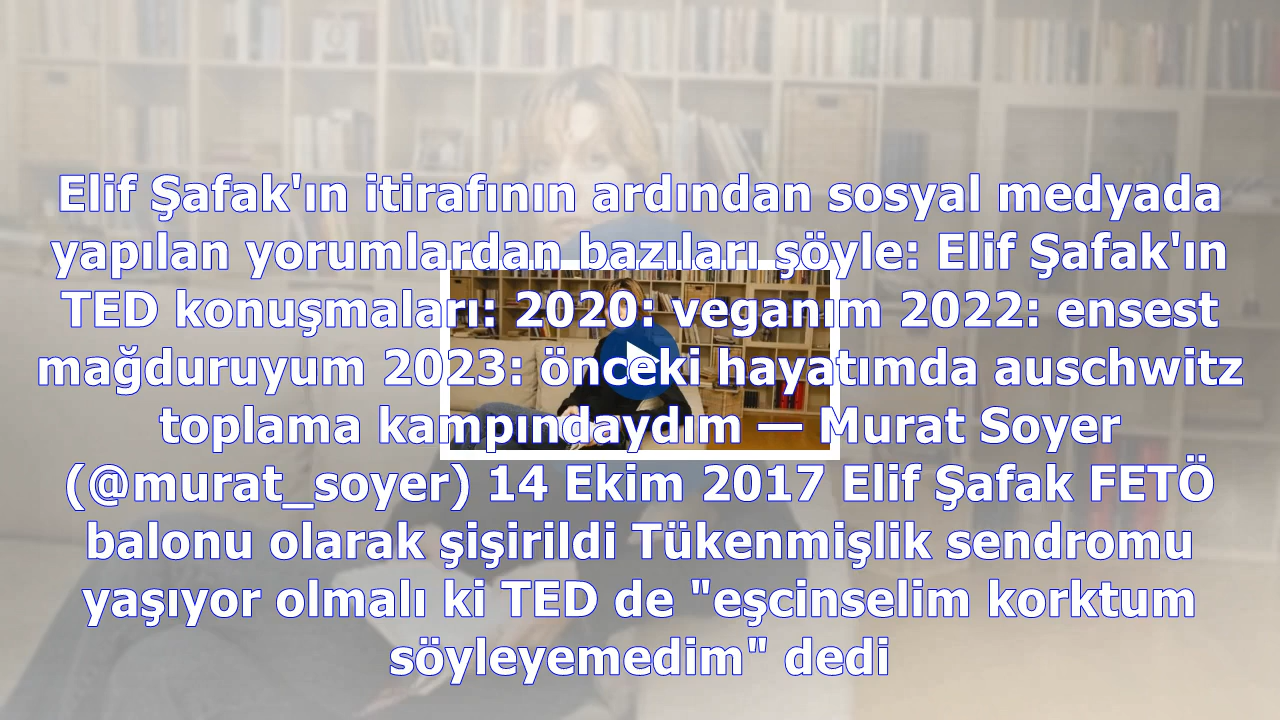 Elif Şafak'ın itirafının ardından sosyal medyada
yapılan yorumlardan bazıları şöyle: Elif Şafak'ın
TED konuşmaları: 2020: veganım 2022: ensest
mağduruyum 2023: önceki hayatımda auschwitz
toplama kampındaydım — Murat Soyer
(@murat_soyer) 14 Ekim 2017 Elif Şafak FETÖ
balonu olarak şişirildi Tükenmişlik sendromu
yaşıyor olmalı ki TED de "eşcinselim korktum
söyleyemedim" dedi